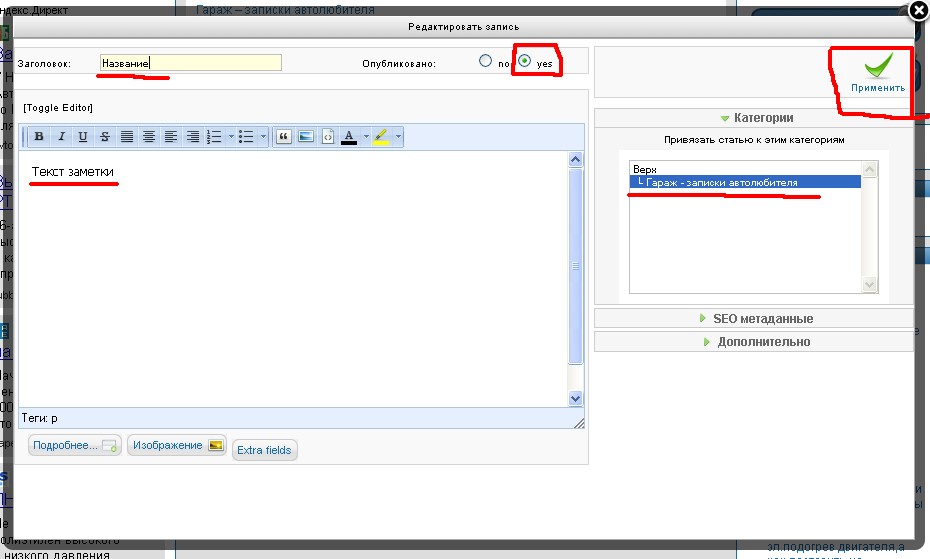 ндекс.Директ
Гараж – записки автолюбителя
Редактировать запись
Заголовок:
Название
Опубликовано:
no
yes
Применить
[Toggle Editor]
B I U S
A
Текст заметки
Теги: p
Подробнее...
Изображение
Extra fields
Категории
Привязать статью к этим категориям
Верх
└ Гараж - записки автолюбителя
SEO метаданные
Дополнительно
эл.подогрев двигателя,а
низкого давления